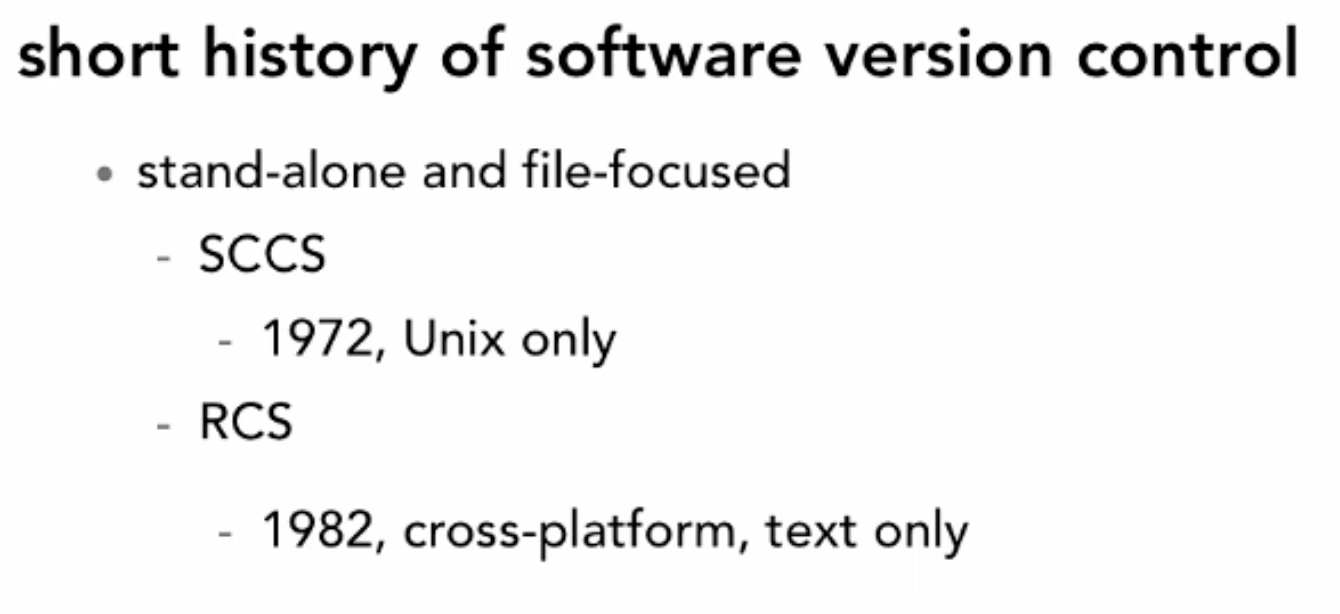 short history of software version control
• stand-alone and file-focused
- SCCS
- 1972, Unix only
- RCS
- 1982, cross-platform, text only